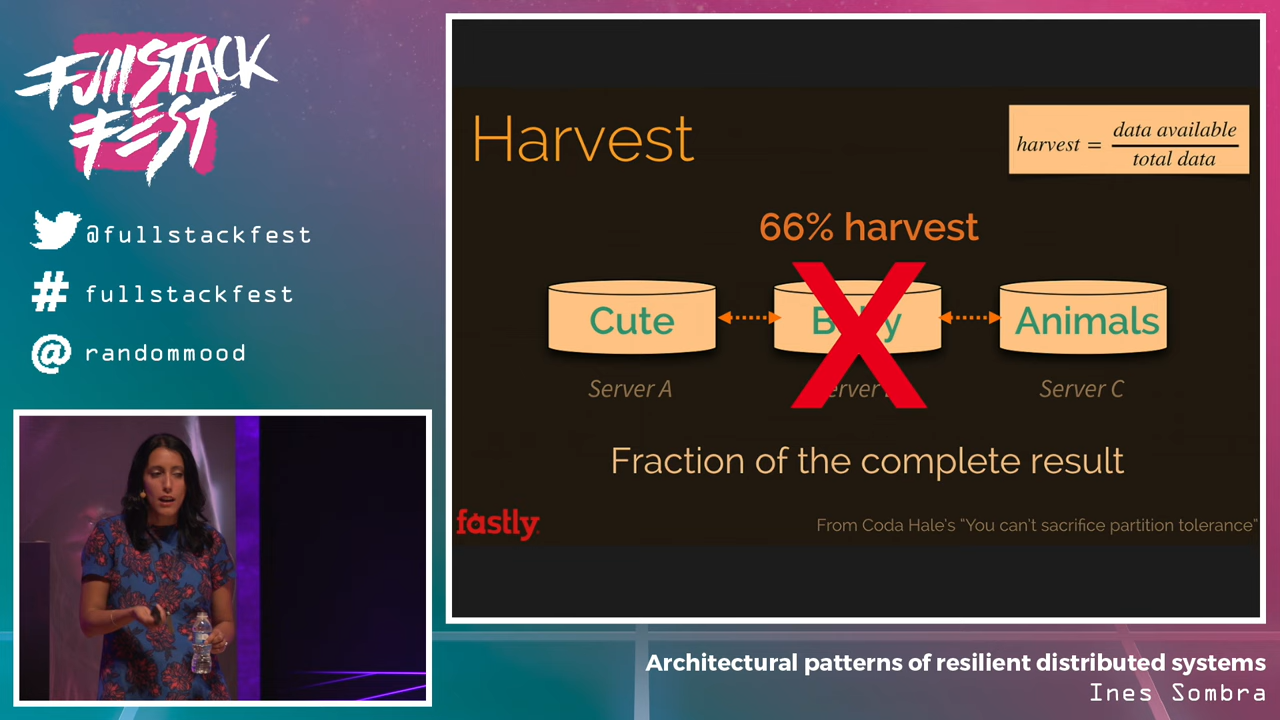 FullSTACK
FEST
@fullstackfest
# fullstackfest
@ randommood
Harvest
harvest = data available
total data
66% harvest
Cute
Animals
Server A
Server C
Fraction of the complete result
fastly
From Coda Hale's "You can't sacrifice partition tolerance"
Architectural patterns of resilient distributed systems
Ines Sombra